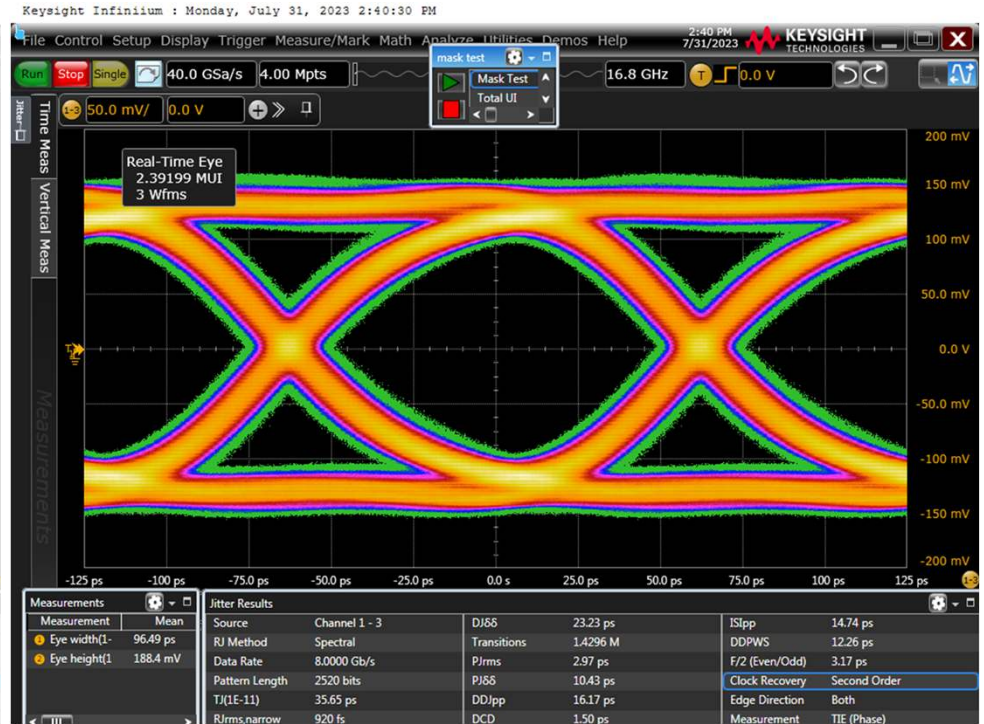 Keysight Infiniium : Monday, July 31, 2023 2:40:30 PM
File Control Setup Display Trigger Measure/Mark Math Analyze Utilities Demos Help
2:40 PM
7/31/2023
KEYSIGHT
TECHNOLOGIES
X
mask test
Mask Test
Total UI
Run Stop Single 40.0 GSa/s 4.00 Mpts 16.8 GHz T 0.0 V
1-3 50.0 mV/ 0.0 V
Jitter
Time Meas
Vertical Meas
Measurements
Real-Time Eye
2.39199 MUI
3 Wfms
200 mV
150 mV
100 mV
50.0 mV
0.0 V
-50.0 mV
-100 mV
-150 mV
-200 mV
T
-125 ps -100 ps -75.0 ps -50.0 ps -25.0 ps 0.0 s 25.0 ps 50.0 ps 75.0 ps 100 ps 125 ps 1-3
Measurements
Measurement Mean
1 Eye width(1- 96.49 ps
2 Eye height(1 188.4 mV
Jitter Results
Source Channel 1 - 3 DJδδ 23.23 ps ISIpp 14.74 ps
RJ Method Spectral Transitions 1.4296 M DDPWS 12.26 ps
Data Rate 8.0000 Gb/s PJrms 2.97 ps F/2 (Even/Odd) 3.17 ps
Pattern Length 2520 bits PJδδ 10.43 ps Clock Recovery Second Order
TJ(1E-11) 35.65 ps DDJpp 16.17 ps Edge Direction Both
RJrms,narrow 920 fs DCD 1.50 ps Measurement TIE (Phase)